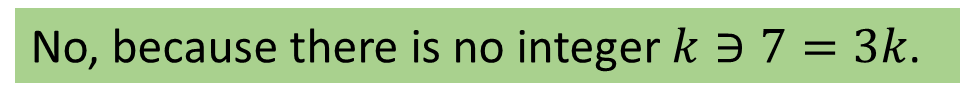 No, because there is no integer k ∋ 7 = 3k.